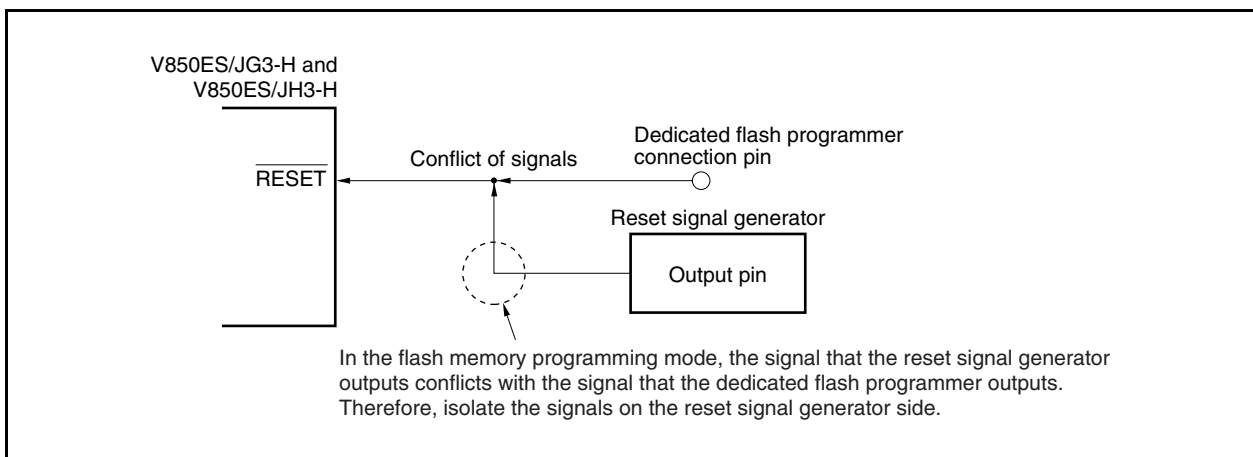 V850ES/JG3-H and
V850ES/JH3-H
RESET
Conflict of signals
Dedicated flash programmer
connection pin
Reset signal generator
Output pin
In the flash memory programming mode, the signal that the reset signal generator
outputs conflicts with the signal that the dedicated flash programmer outputs.
Therefore, isolate the signals on the reset signal generator side.